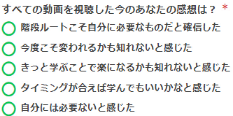 すべての動画を視聴した今のあなたの感想は？ *
階段ルートこそ自分に必要なものだと確信した
今度こそ変われるかも知れないと感じた
きっと学ぶことで楽になるかも知れないと感じた
タイミングが合えば学んでもいいかなと感じた
自分には必要ないと感じた